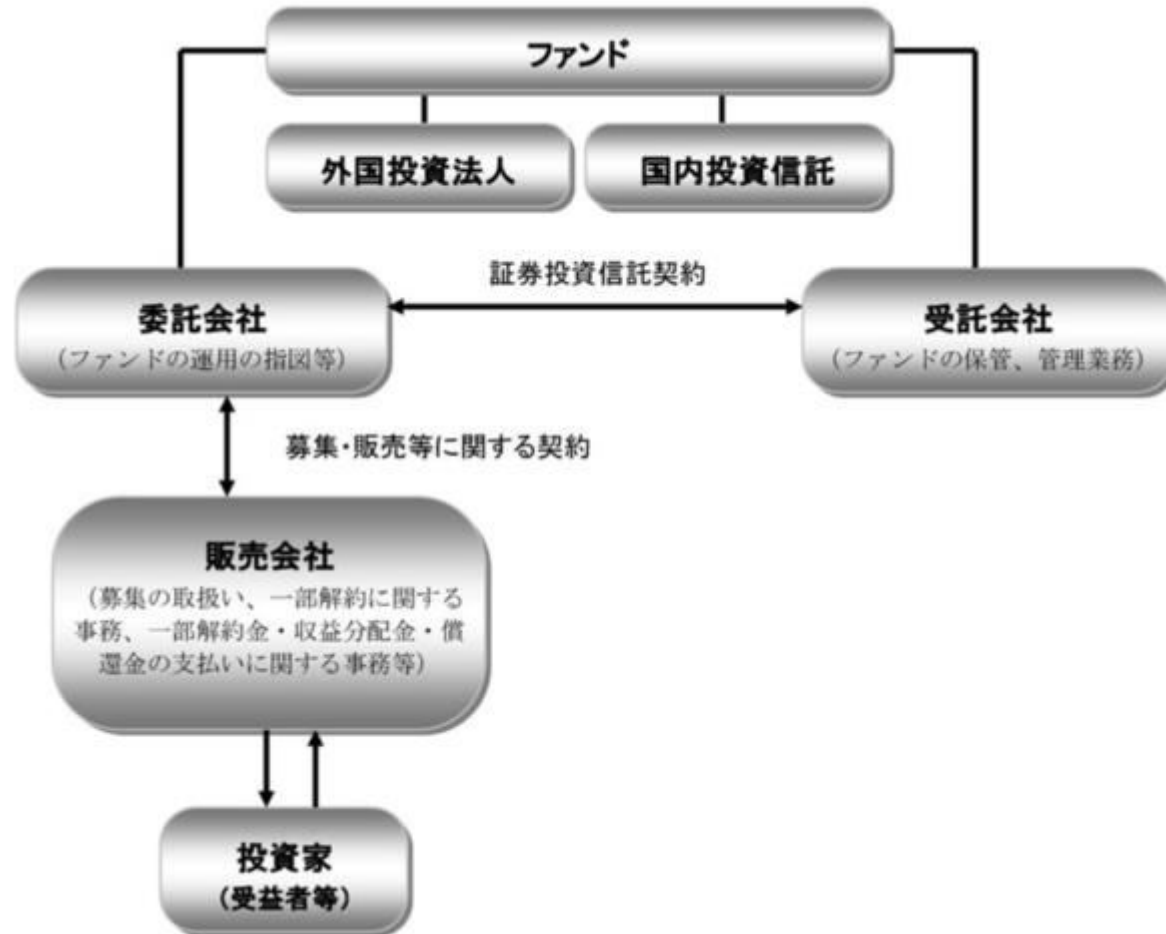 ファンド
外国投資法人
国内投資信託
証券投資信託契約
委託会社
(ファンドの運用の指図等)
受託会社
(ファンドの保管、管理業務)
募集・販売等に関する契約
販売会社
(募集の取扱い、一部解約に関する
事務、一部解約金・収益分配金・償
還金の支払いに関する事務等)
投資家
(受益者等)